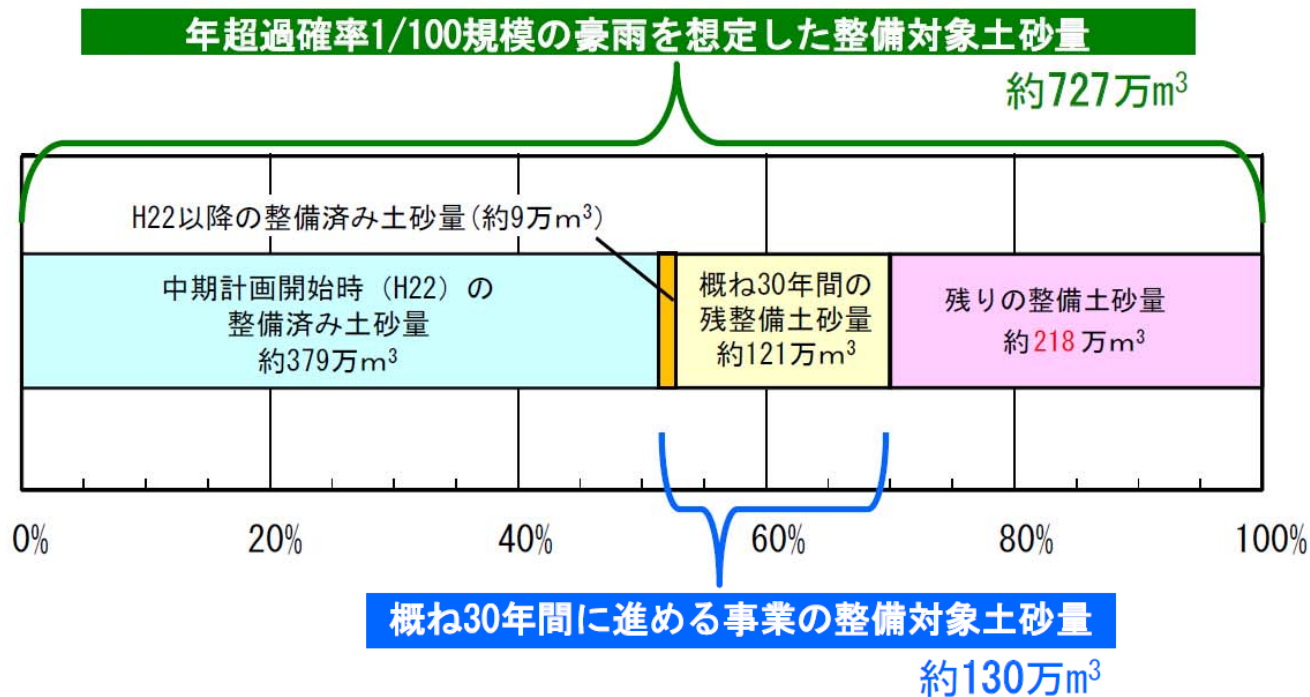 年超過確率1/100規模の豪雨を想定した整備対象土砂量
約727万m³
H22以降の整備済み土砂量(約9万m³)
中期計画開始時（H22）の
整備済み土砂量
約379万m³
概ね30年間の
残整備土砂量
約121万m³
残りの整備土砂量
約218万m³
0%
20%
40%
60%
80%
100%
概ね30年間に進める事業の整備対象土砂量
約130万m³